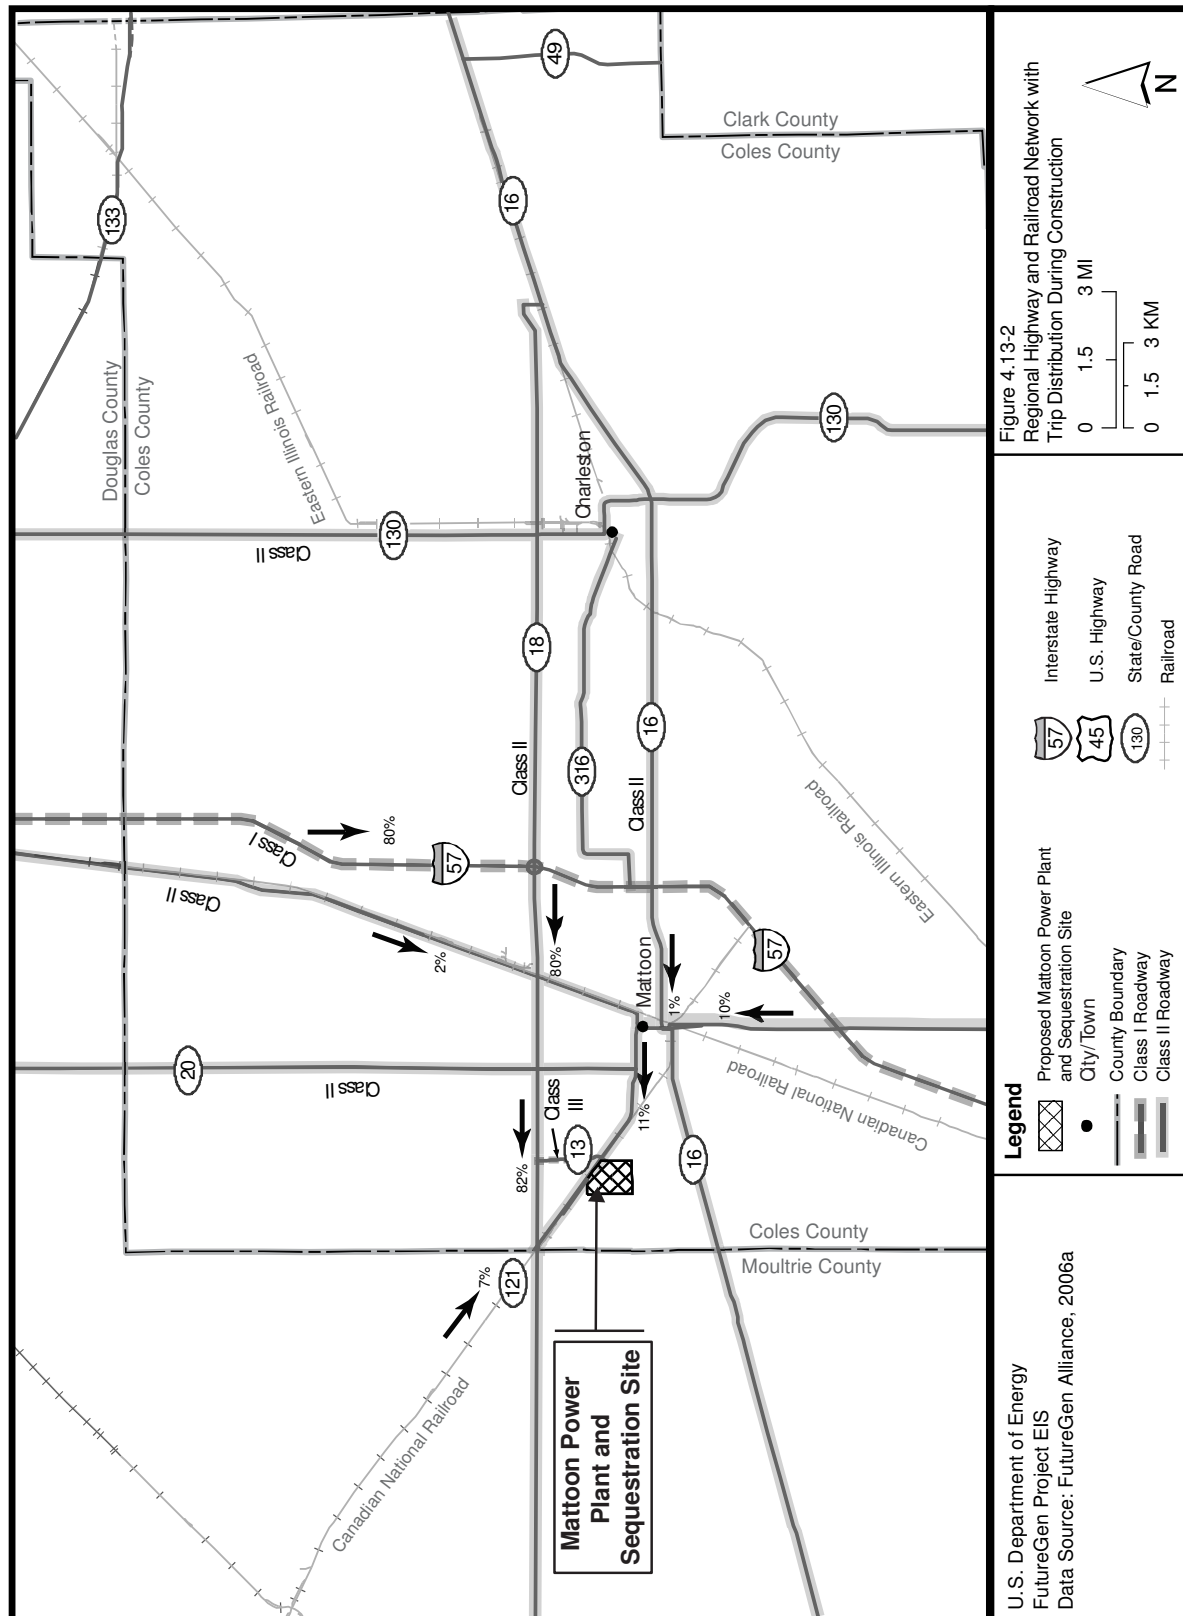 Douglas County
Coles County
133
49
Clark County
Coles County
16
Eastern Illinois Railroad
130
Class II
Charleston
130
18
Class II
316
16
Class II
Class I
80%
57
Class II
2%
80%
Mattoon
1%
10%
57
Eastern Illinois Railroad
20
Class II
Class
III
13
11%
82%
16
Canadian National Railroad
Coles County
Moultrie County
7%
121
Canadian National Railroad
Mattoon Power
Plant and
Sequestration Site
U.S. Department of Energy
FutureGen Project EIS
Data Source: FutureGen Alliance, 2006a
Legend
Proposed Mattoon Power Plant
and Sequestration Site
City/Town
County Boundary
Class I Roadway
Class II Roadway
57
Interstate Highway
45
U.S. Highway
130
State/County Road
Railroad
Figure 4.13-2
Regional Highway and Railroad Network with
Trip Distribution During Construction
0 1.5 3 MI
0 1.5 3 KM
N